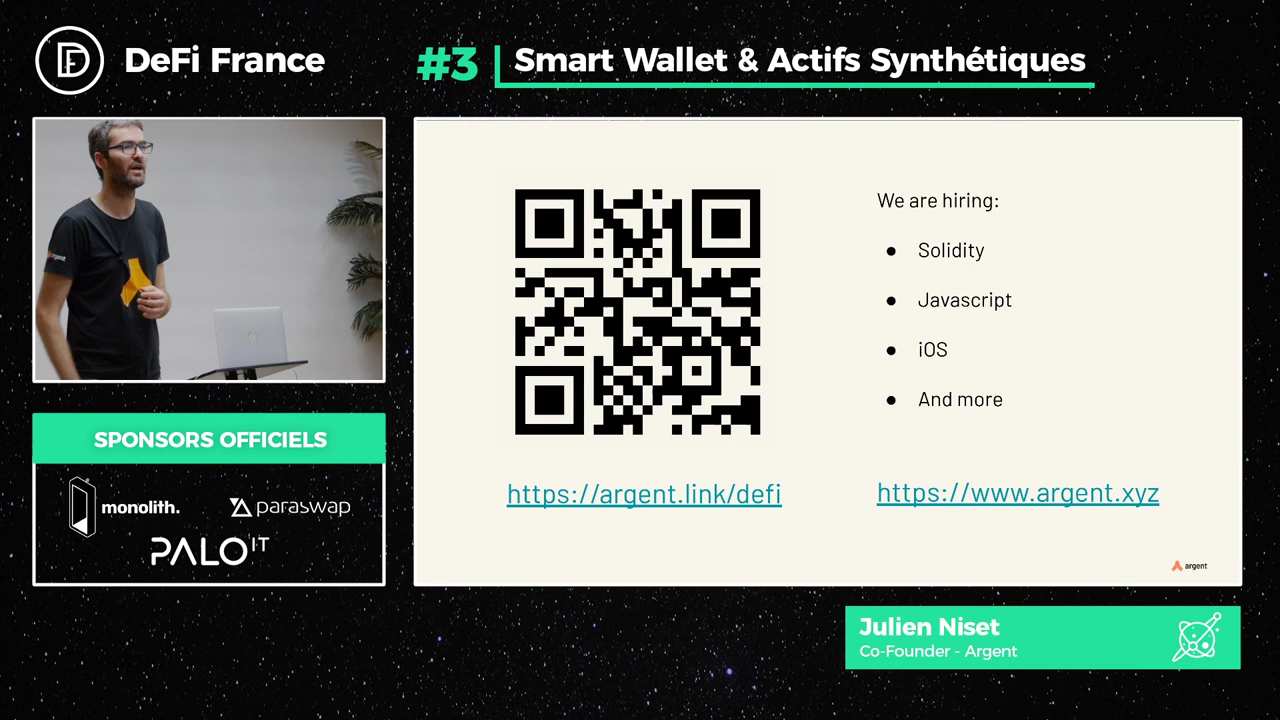 DeFi France
#3
Smart Wallet & Actifs Synthétiques
argent
We are hiring:
● Solidity
● Javascript
● iOS
● And more
https://argent.link/defi
https://www.argent.xyz
argent
SPONSORS OFFICIELS
monolith.
paraswap
PALO IT
Julien Niset
Co-Founder - Argent